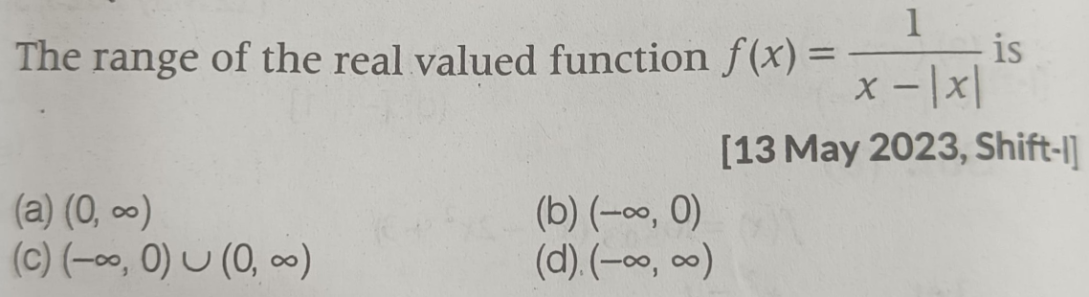 The range of the real valued function f(x) = 1/(x − |x|) is
[13 May 2023, Shift-I]
(a) (0, ∞) (b) (−∞, 0)
(c) (−∞, 0) ∪ (0, ∞) (d) (−∞, ∞)